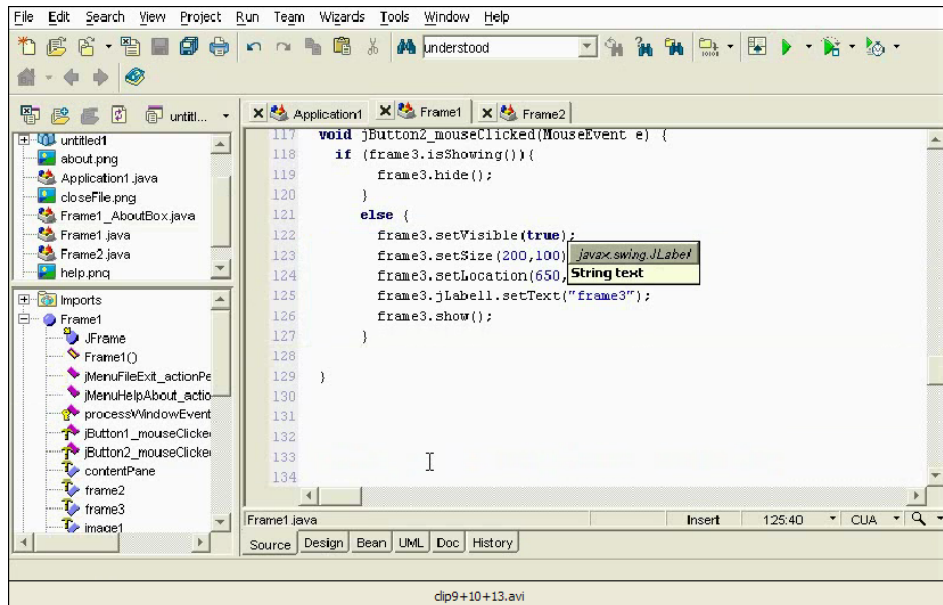 File Edit Search View Project Run Team Wizards Tools Window Help
understood
untitl...
Application1 Frame1 Frame2
untitled1
about.png
Application1.java
closeFile.png
Frame1_AboutBox.java
Frame1.java
Frame2.java
help.png
Imports
Frame1
JFrame
Frame1()
jMenuFileExit_actionPe
jMenuHelpAbout_actio
processWindowEvent
jButton1_mouseClicke
jButton2_mouseClicke
contentPane
frame2
frame3
image1
117 void jButton2_mouseClicked(MouseEvent e) {
118 if (frame3.isShowing()){
119 frame3.hide();
120 }
121 else {
122 frame3.setVisible(true);
123 frame3.setSize(200,100)
124 frame3.setLocation(650,
125 frame3.jLabel1.setText("frame3");
126 frame3.show();
127 }
128
129 }
130
131
132
133
134
javax.swing.JLabel
String text
Frame1.java Insert 125:40 CUA
Source Design Bean UML Doc History
clip9+10+13.avi